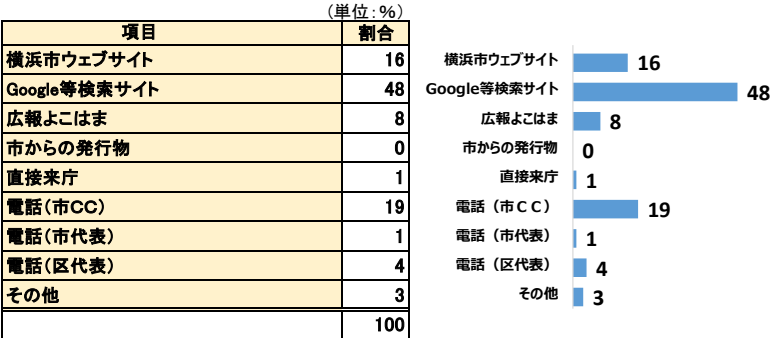 （単位：%）
項目 割合
横浜市ウェブサイト 16
Google等検索サイト 48
広報よこはま 8
市からの発行物 0
直接来庁 1
電話（市CC） 19
電話（市代表） 1
電話（区代表） 4
その他 3
100
横浜市ウェブサイト 16
Google等検索サイト 48
広報よこはま 8
市からの発行物 0
直接来庁 1
電話（市ＣＣ） 19
電話（市代表） 1
電話（区代表） 4
その他 3